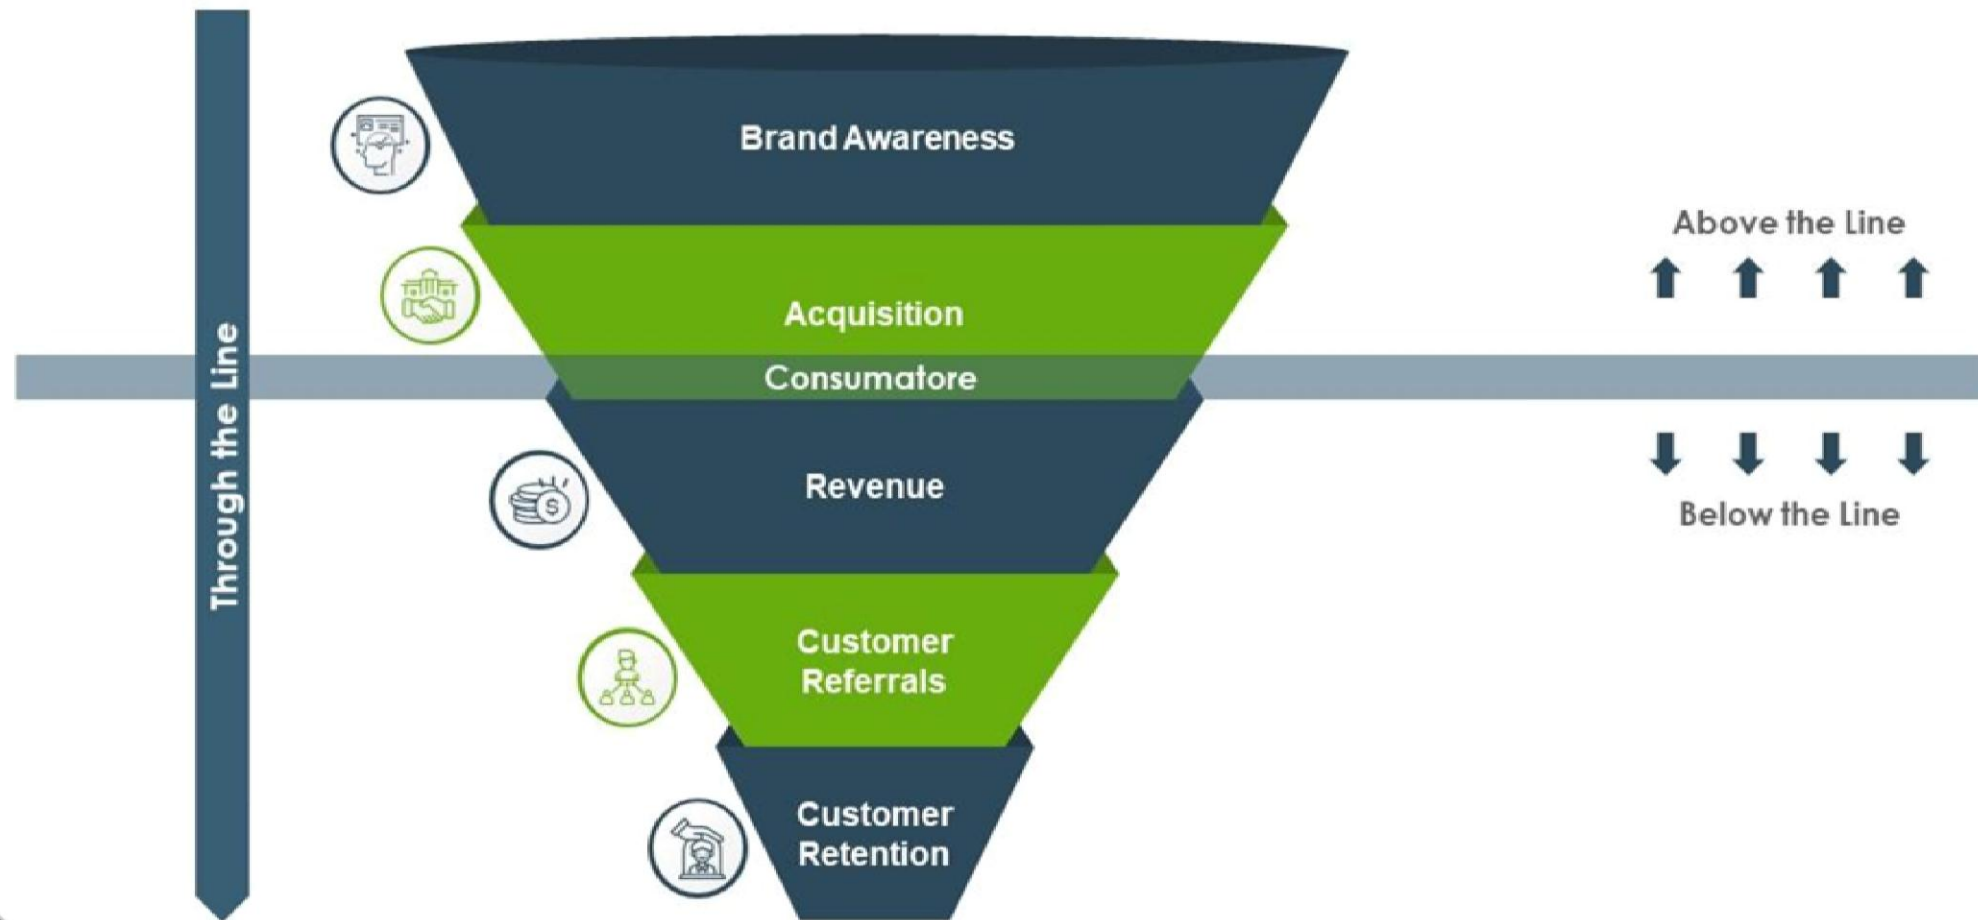 Brand Awareness
Above the Line
Acquisition
Through the Line
Consumatore
Revenue
Below the Line
Customer
Referrals
Customer
Retention